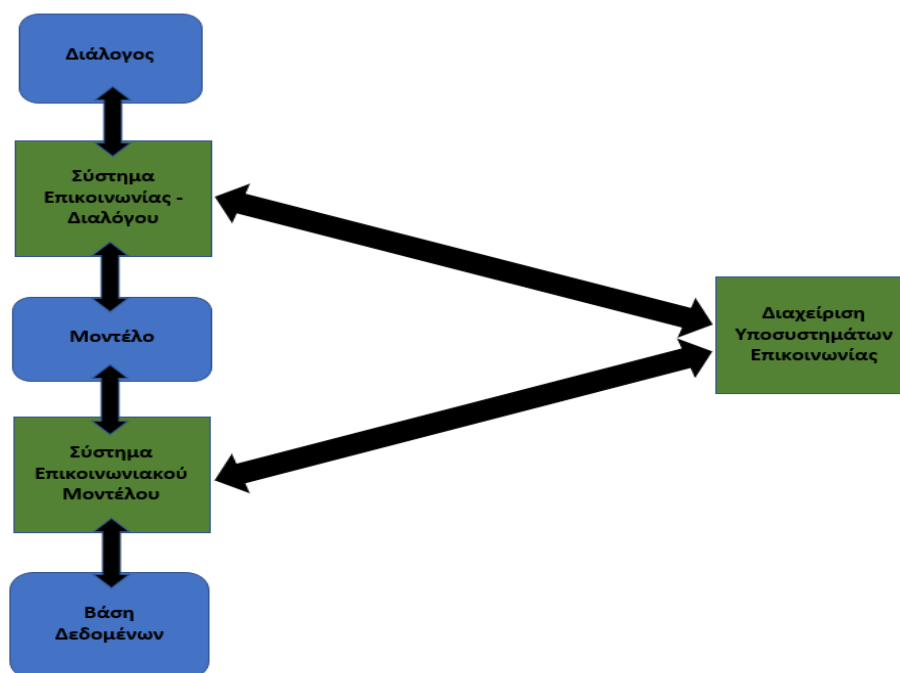 Διάλογος
Σύστημα
Επικοινωνίας -
Διαλόγου
Μοντέλο
Σύστημα
Επικοινωνιακού
Μοντέλου
Βάση
Δεδομένων
Διαχείριση
Υποσυστημάτων
Επικοινωνίας